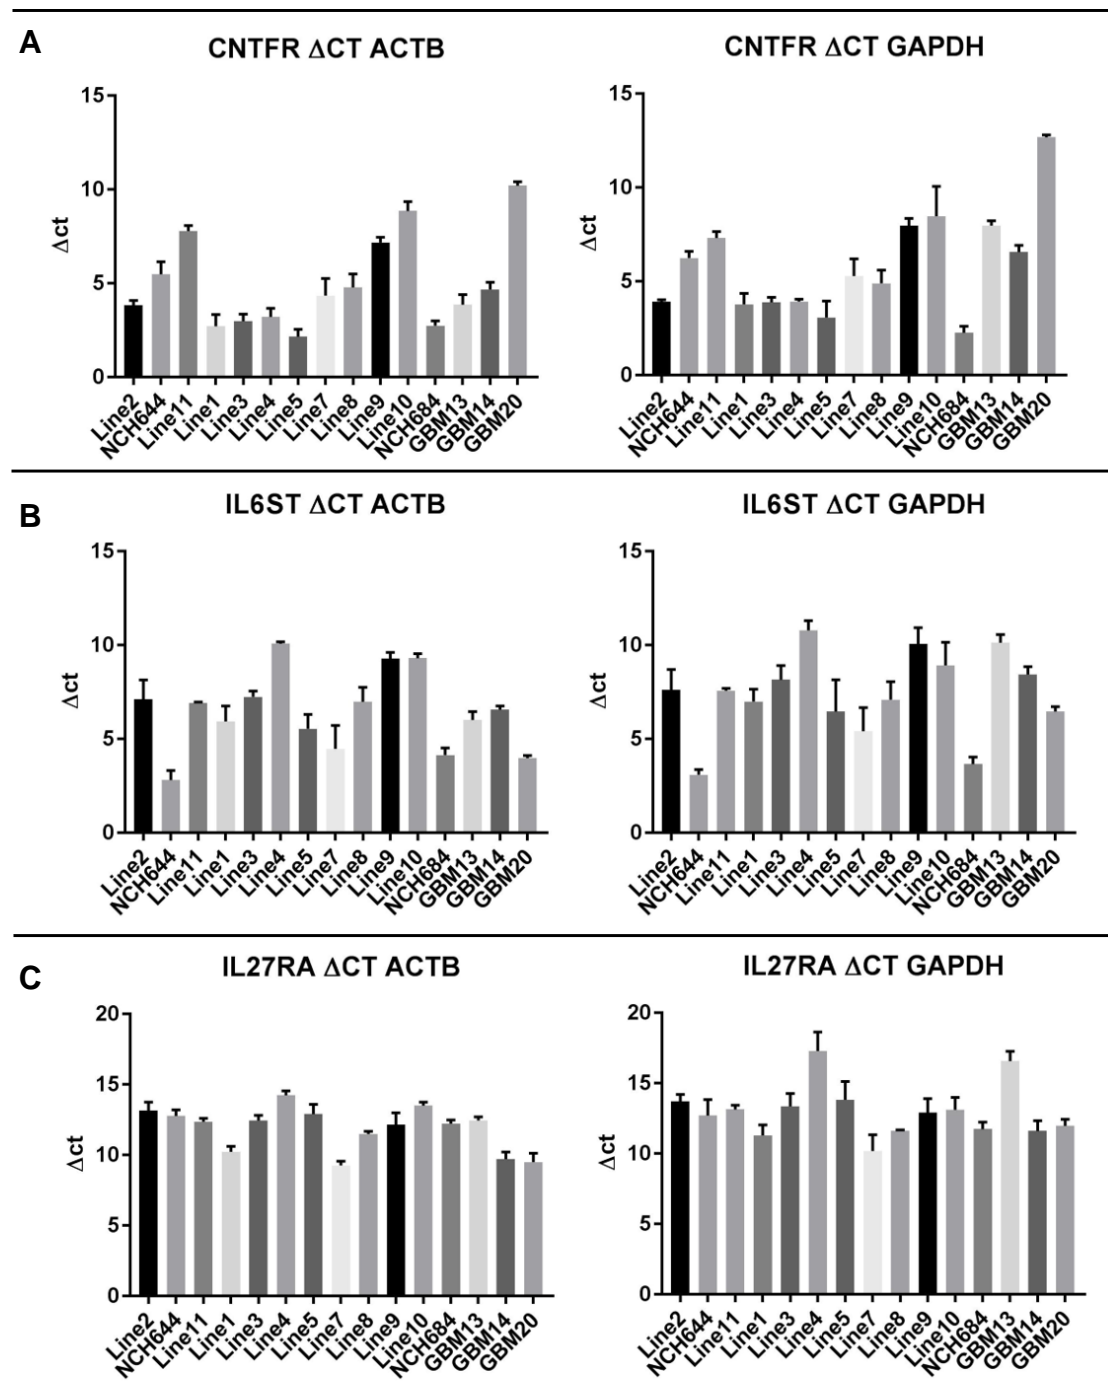 A
CNTFR ΔCT ACTB
15
10
5
0
Δct
Line2
NCH644
Line11
Line1
Line3
Line4
Line5
Line7
Line8
Line9
Line10
NCH684
GBM13
GBM14
GBM20
CNTFR ΔCT GAPDH
15
10
5
0
Δct
Line2
NCH644
Line11
Line1
Line3
Line4
Line5
Line7
Line8
Line9
Line10
NCH684
GBM13
GBM14
GBM20
B
IL6ST ΔCT ACTB
15
10
5
0
Δct
Line2
NCH644
Line11
Line1
Line3
Line4
Line5
Line7
Line8
Line9
Line10
NCH684
GBM13
GBM14
GBM20
IL6ST ΔCT GAPDH
15
10
5
0
Δct
Line2
NCH644
Line11
Line1
Line3
Line4
Line5
Line7
Line8
Line9
Line10
NCH684
GBM13
GBM14
GBM20
C
IL27RA ΔCT ACTB
20
15
10
5
0
Δct
Line2
NCH644
Line11
Line1
Line3
Line4
Line5
Line7
Line8
Line9
Line10
NCH684
GBM13
GBM14
GBM20
IL27RA ΔCT GAPDH
20
15
10
5
0
Δct
Line2
NCH644
Line11
Line1
Line3
Line4
Line5
Line7
Line8
Line9
Line10
NCH684
GBM13
GBM14
GBM20